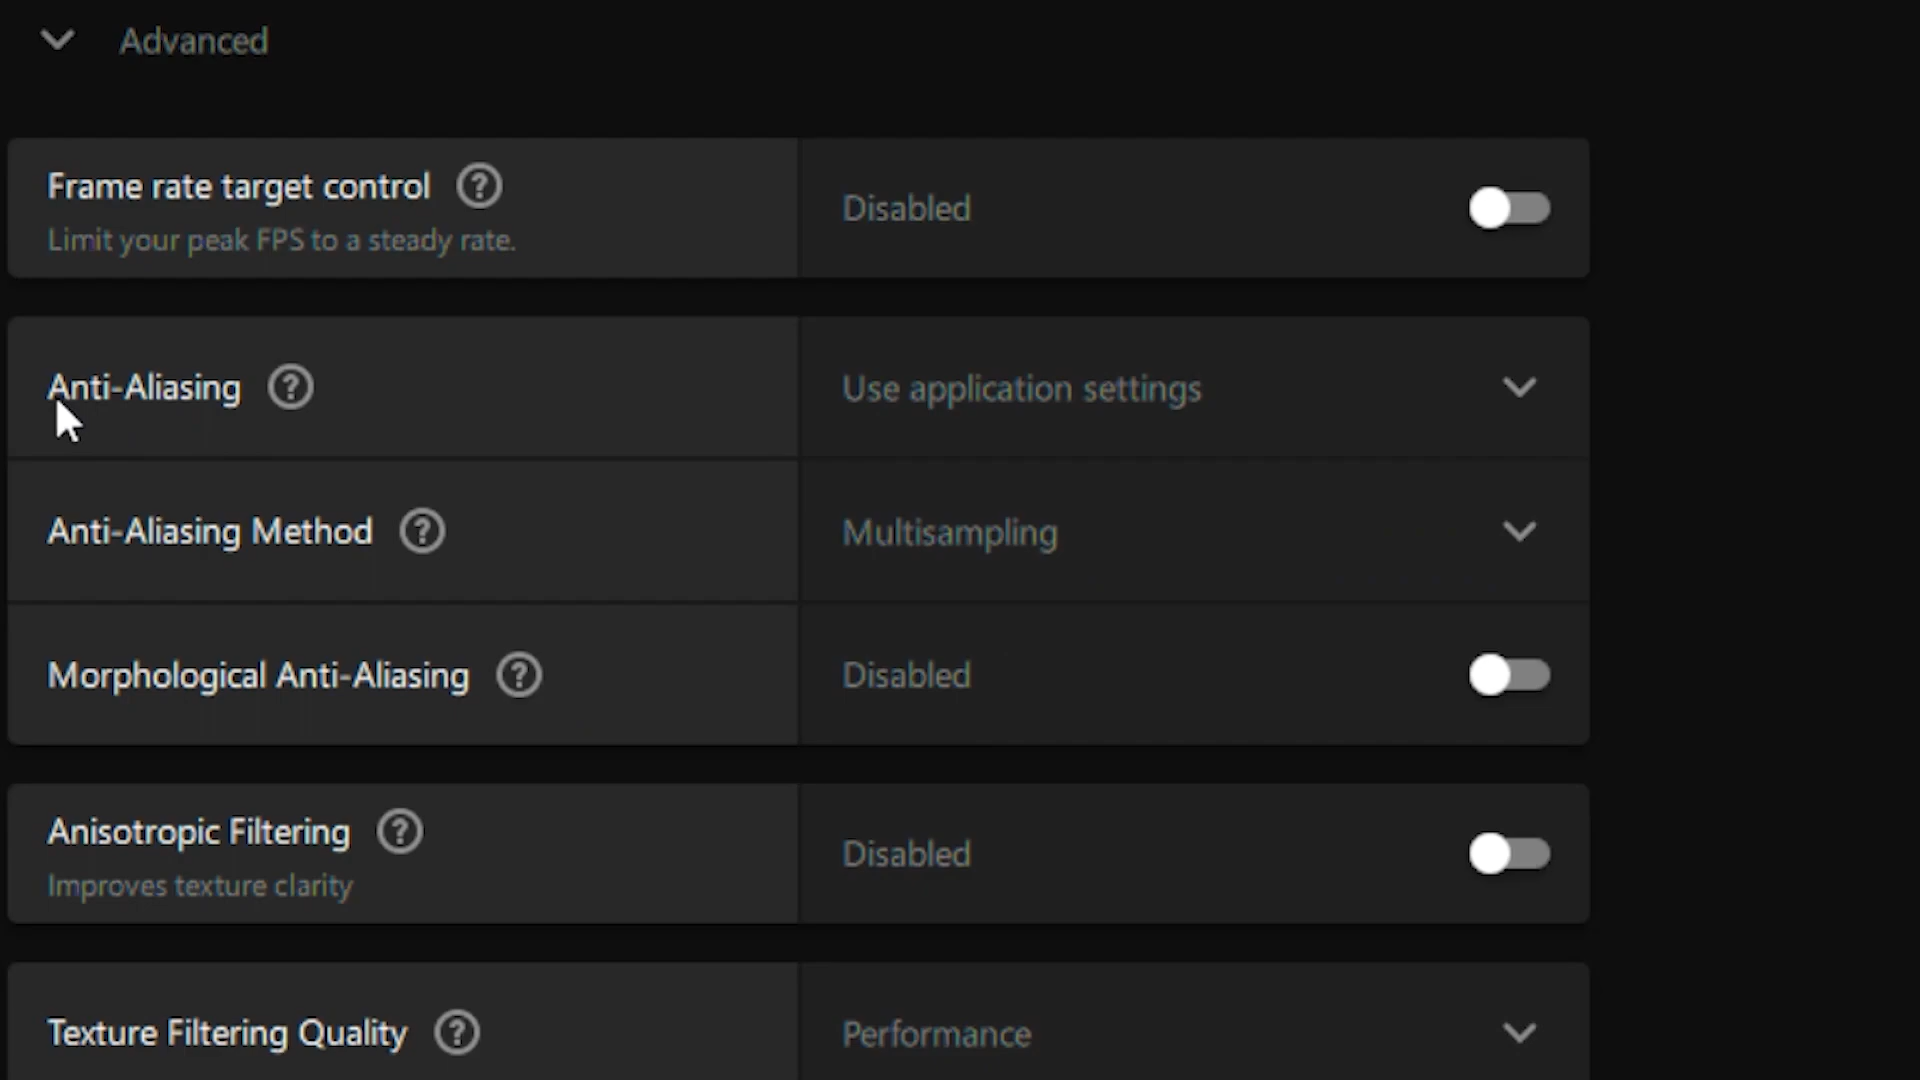 Advanced
Frame rate target control
Limit your peak FPS to a steady rate.
Disabled
Anti-Aliasing
Use application settings
Anti-Aliasing Method
Multisampling
Morphological Anti-Aliasing
Disabled
Anisotropic Filtering
Improves texture clarity
Disabled
Texture Filtering Quality
Performance